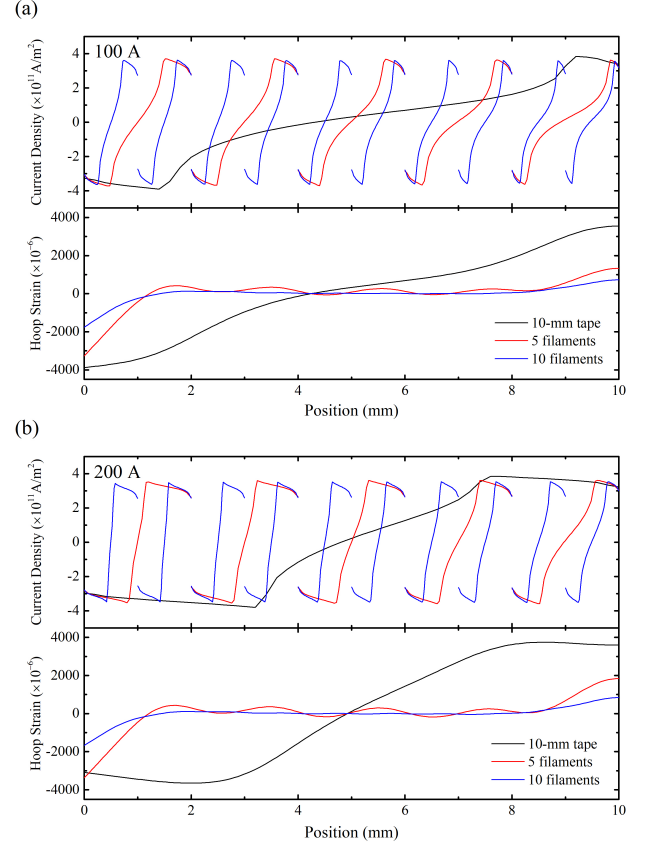 (a)
100 A
Current Density (×10¹¹A/m²)
4
2
0
-2
-4
Hoop Strain (×10⁻⁶)
4000
2000
0
-2000
-4000
10-mm tape
5 filaments
10 filaments
0 2 4 6 8 10
Position (mm)
(b)
200 A
Current Density (×10¹¹A/m²)
4
2
0
-2
-4
Hoop Strain (×10⁻⁶)
4000
2000
0
-2000
-4000
10-mm tape
5 filaments
10 filaments
0 2 4 6 8 10
Position (mm)